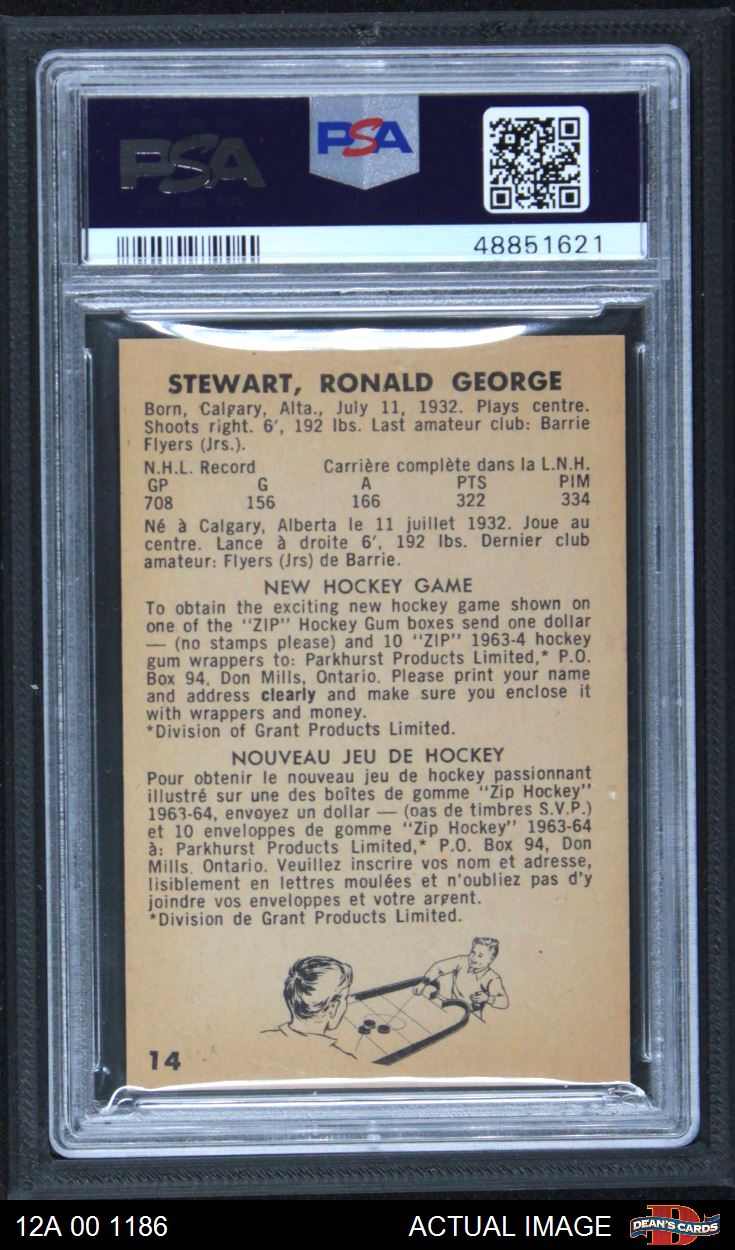 PSA
PSA
48851621
STEWART, RONALD GEORGE
Born, Calgary, Alta., July 11, 1932. Plays centre.
Shoots right. 6′, 192 lbs. Last amateur club: Barrie
Flyers (Jrs.).
N.H.L. Record Carrière complète dans la L.N.H.
GP G A PTS PIM
708 156 166 322 334
Né à Calgary, Alberta le 11 juillet 1932. Joue au
centre. Lance à droite 6′, 192 lbs. Dernier club
amateur: Flyers (Jrs) de Barrie.
NEW HOCKEY GAME
To obtain the exciting new hockey game shown on
one of the "ZIP" Hockey Gum boxes send one dollar
— (no stamps please) and 10 "ZIP" 1963-4 hockey
gum wrappers to: Parkhurst Products Limited,* P.O.
Box 94, Don Mills, Ontario. Please print your name
and address clearly and make sure you enclose it
with wrappers and money.
*Division of Grant Products Limited.
NOUVEAU JEU DE HOCKEY
Pour obtenir le nouveau jeu de hockey passionnant
illustré sur une des boîtes de gomme "Zip Hockey"
1963-64, envoyez un dollar — (pas de timbres S.V.P.)
et 10 enveloppes de gomme "Zip Hockey" 1963-64
à: Parkhurst Products Limited,* P.O. Box 94, Don
Mills, Ontario. Veuillez inscrire vos nom et adresse,
lisiblement en lettres moulées et n'oubliez pas d'y
joindre vos enveloppes et votre argent.
*Division de Grant Products Limited.
14
12A 00 1186 ACTUAL IMAGE DEAN'S CARDS